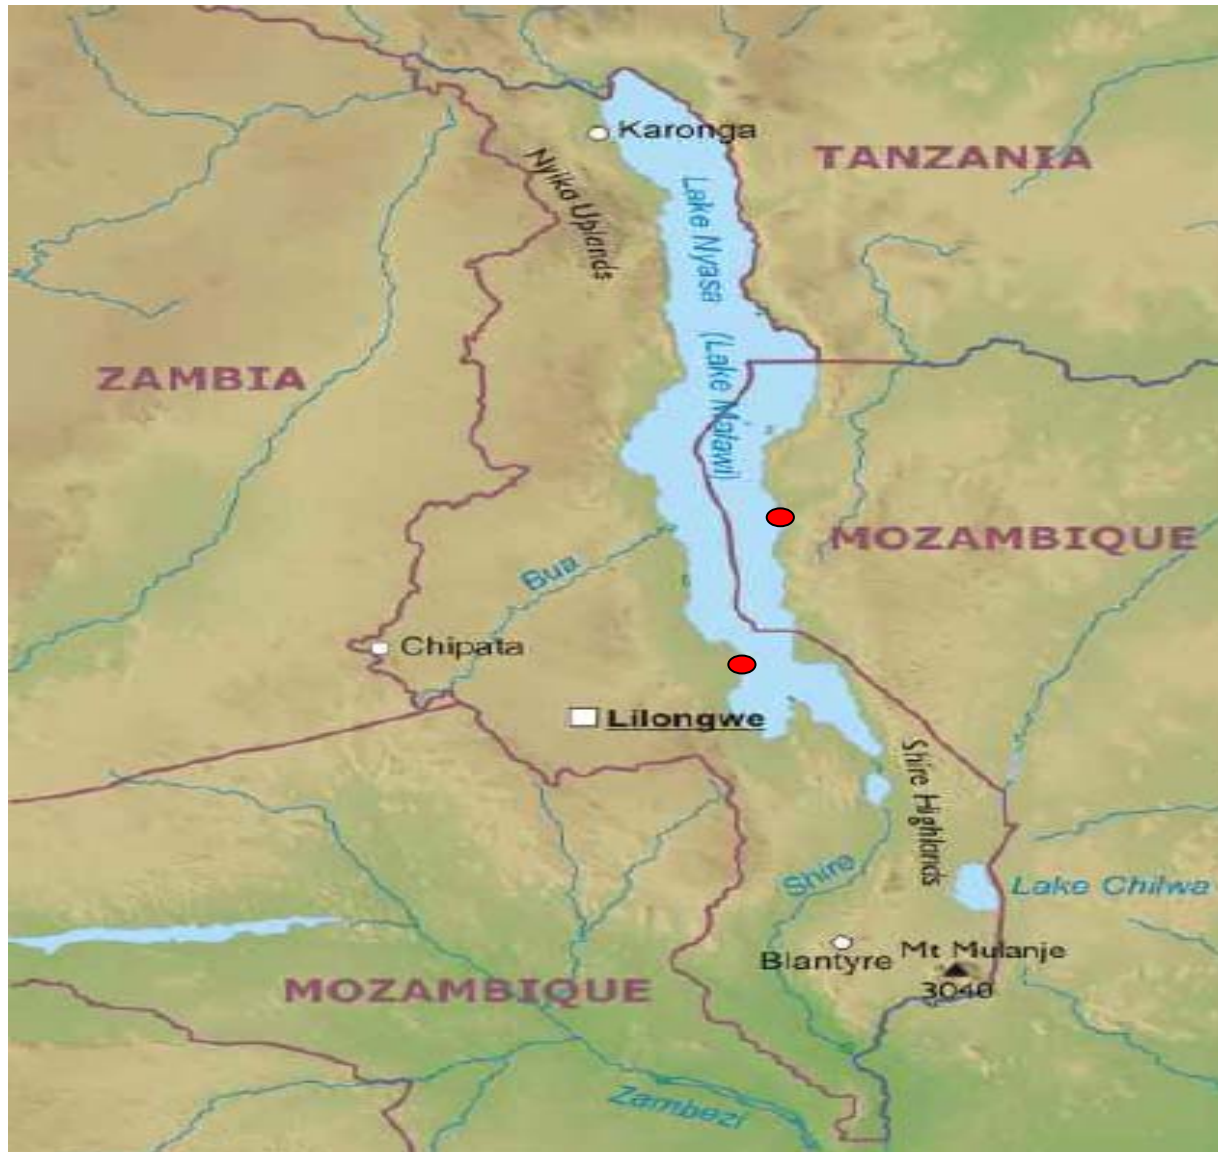 Karonga
TANZANIA
Nyika Uplands
Lake Nyasa (Lake Malawi)
ZAMBIA
MOZAMBIQUE
Bua
Chipata
Lilongwe
Shire Highlands
Shire
Lake Chilwa
Blantyre
Mt Mulanje
3040
MOZAMBIQUE
Zambezi